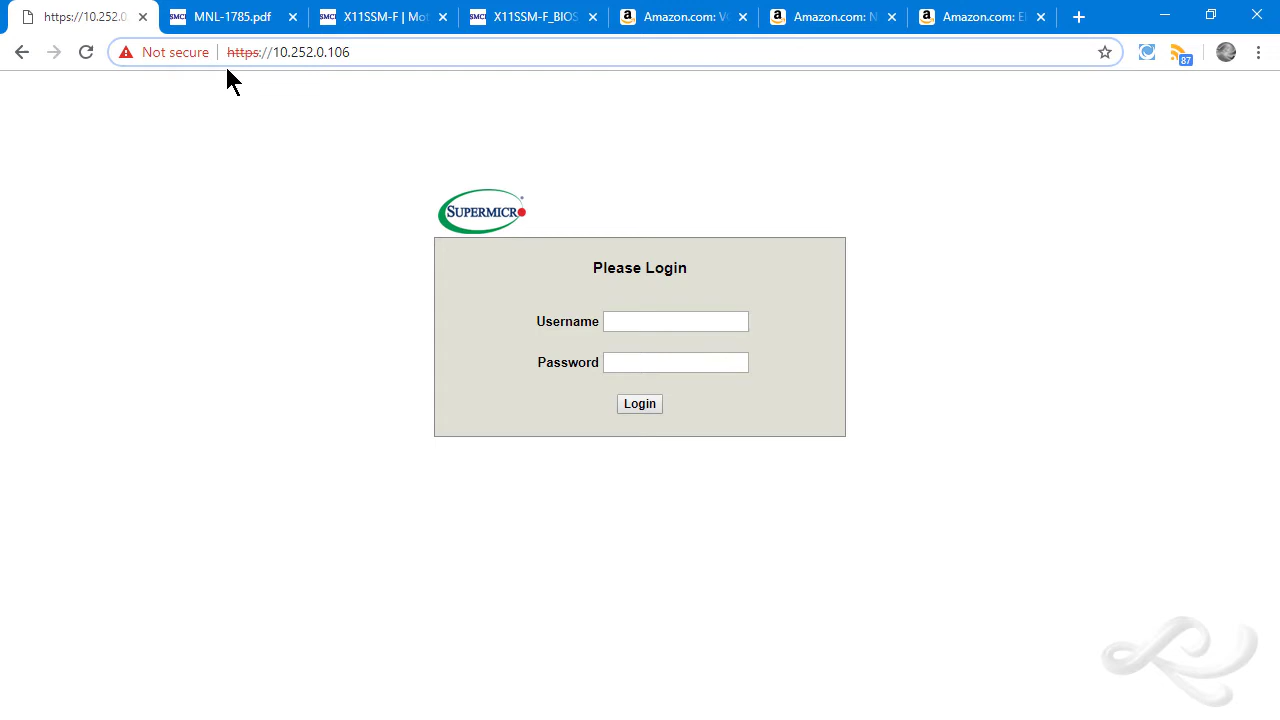 https://10.252.0
MNL-1785.pdf
X11SSM-F | Mot
X11SSM-F_BIOS
Amazon.com: V
Amazon.com: N
Amazon.com: E
Not secure
https://10.252.0.106
87
SUPERMICR
Please Login
Username
Password
Login